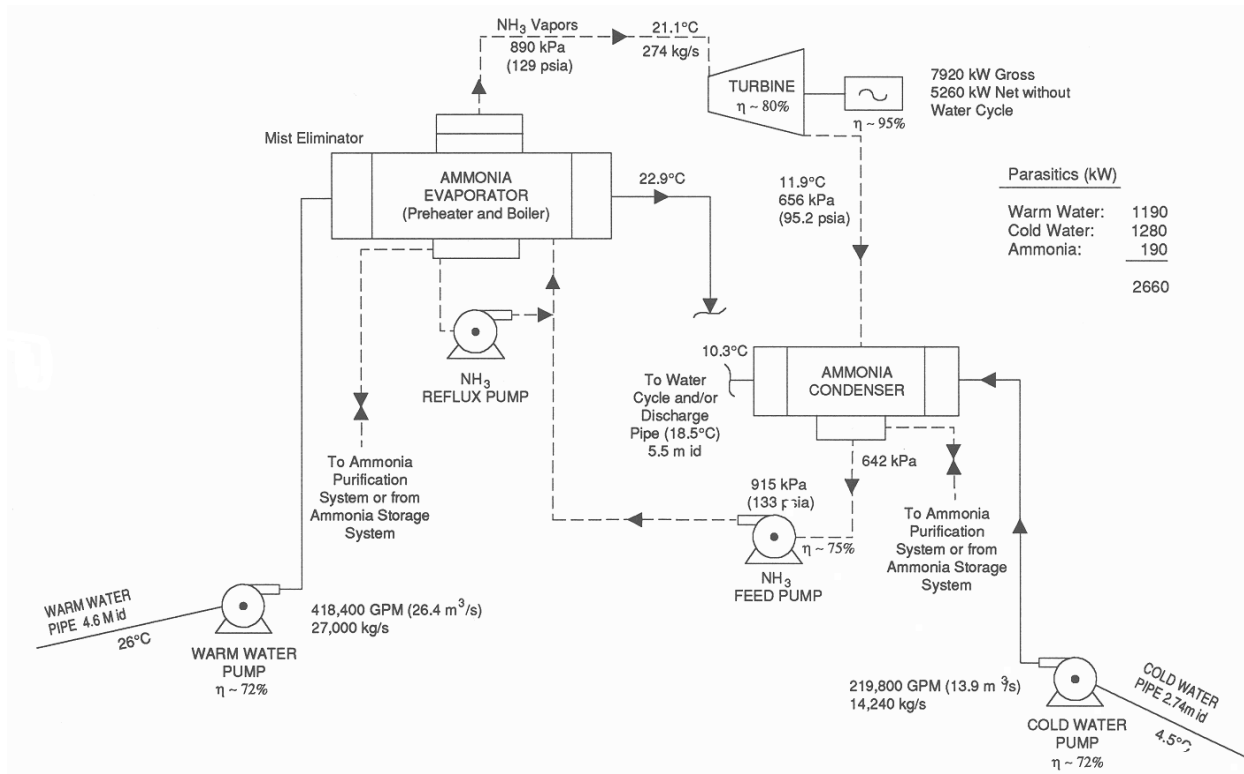 NH3 Vapors
890 kPa
(129 psia)
21.1°C
274 kg/s
TURBINE
η ~ 80%
7920 kW Gross
5260 kW Net without
Water Cycle
η ~ 95%
Mist Eliminator
AMMONIA
EVAPORATOR
(Preheater and Boiler)
22.9°C
11.9°C
656 kPa
(95.2 psia)
Parasitics (kW)
Warm Water: 1190
Cold Water: 1280
Ammonia: 190
2660
NH3
REFLUX PUMP
10.3°C
To Water
Cycle and/or
Discharge
Pipe (18.5°C)
5.5 m id
AMMONIA
CONDENSER
642 kPa
To Ammonia
Purification
System or from
Ammonia Storage
System
915 kPa
(133 psia)
η ~ 75%
NH3
FEED PUMP
To Ammonia
Purification
System or from
Ammonia Storage
System
WARM WATER
PIPE 4.6 M id
26°C
418,400 GPM (26.4 m3/s)
27,000 kg/s
WARM WATER
PUMP
η ~ 72%
219,800 GPM (13.9 m3/s)
14,240 kg/s
COLD WATER
PIPE 2.74m id
4.5°C
COLD WATER
PUMP
η ~ 72%